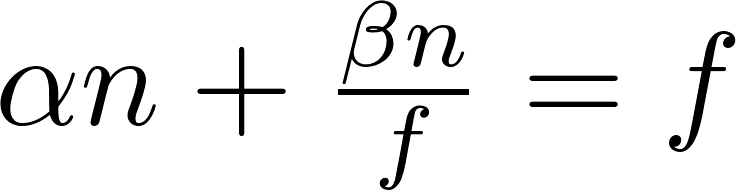 αn + βn/f = f